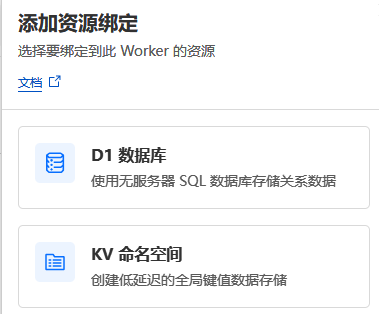 添加资源绑定
选择要绑定到此 Worker 的资源
文档
D1 数据库
使用无服务器 SQL 数据库存储关系数据
KV 命名空间
创建低延迟的全局键值数据存储